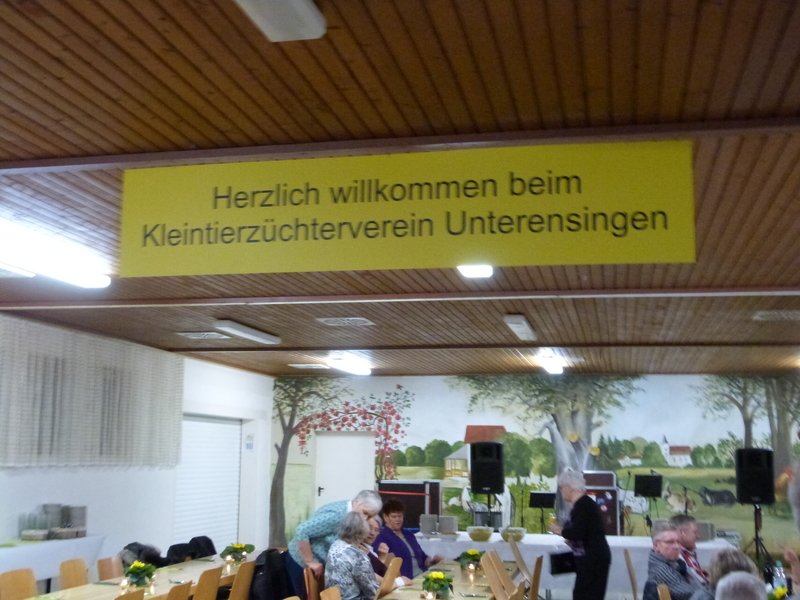 Herzlich willkommen beim
Kleintierzüchterverein Unterensingen